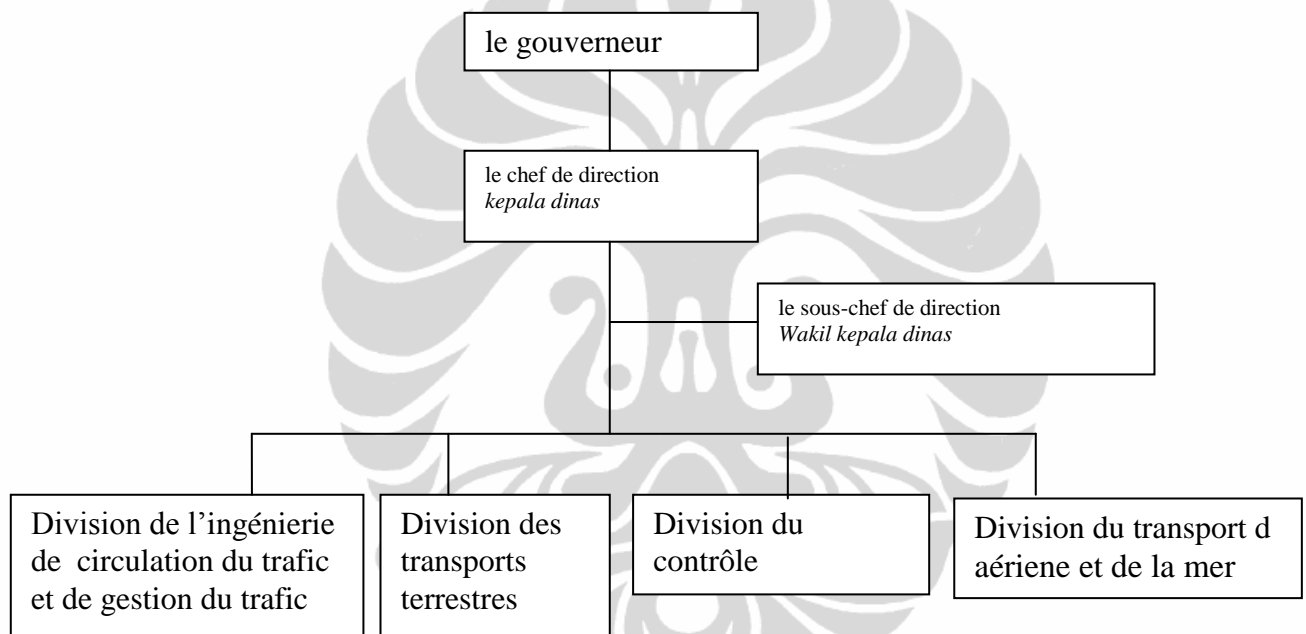 le gouverneur
le chef de direction
kepala dinas
le sous-chef de direction
Wakil kepala dinas
Division de l’ingénierie
de circulation du trafic
et de gestion du trafic
Division des
transports
terrestres
Division du
contrôle
Division du transport d
aériene et de la mer